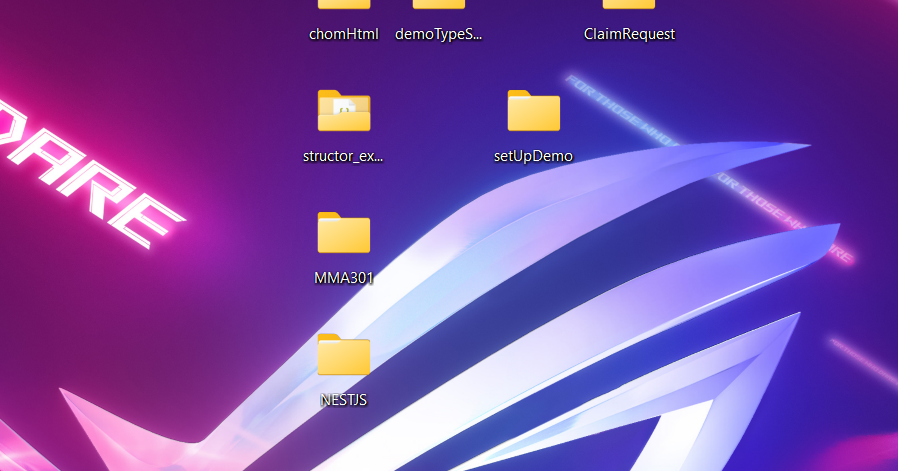 chomHtml
demoTypeS...
ClaimRequest
structor_ex...
setUpDemo
MMA301
NESTJS
DARE
FOR THOSE WHO
FOR THOSE WHO DARE